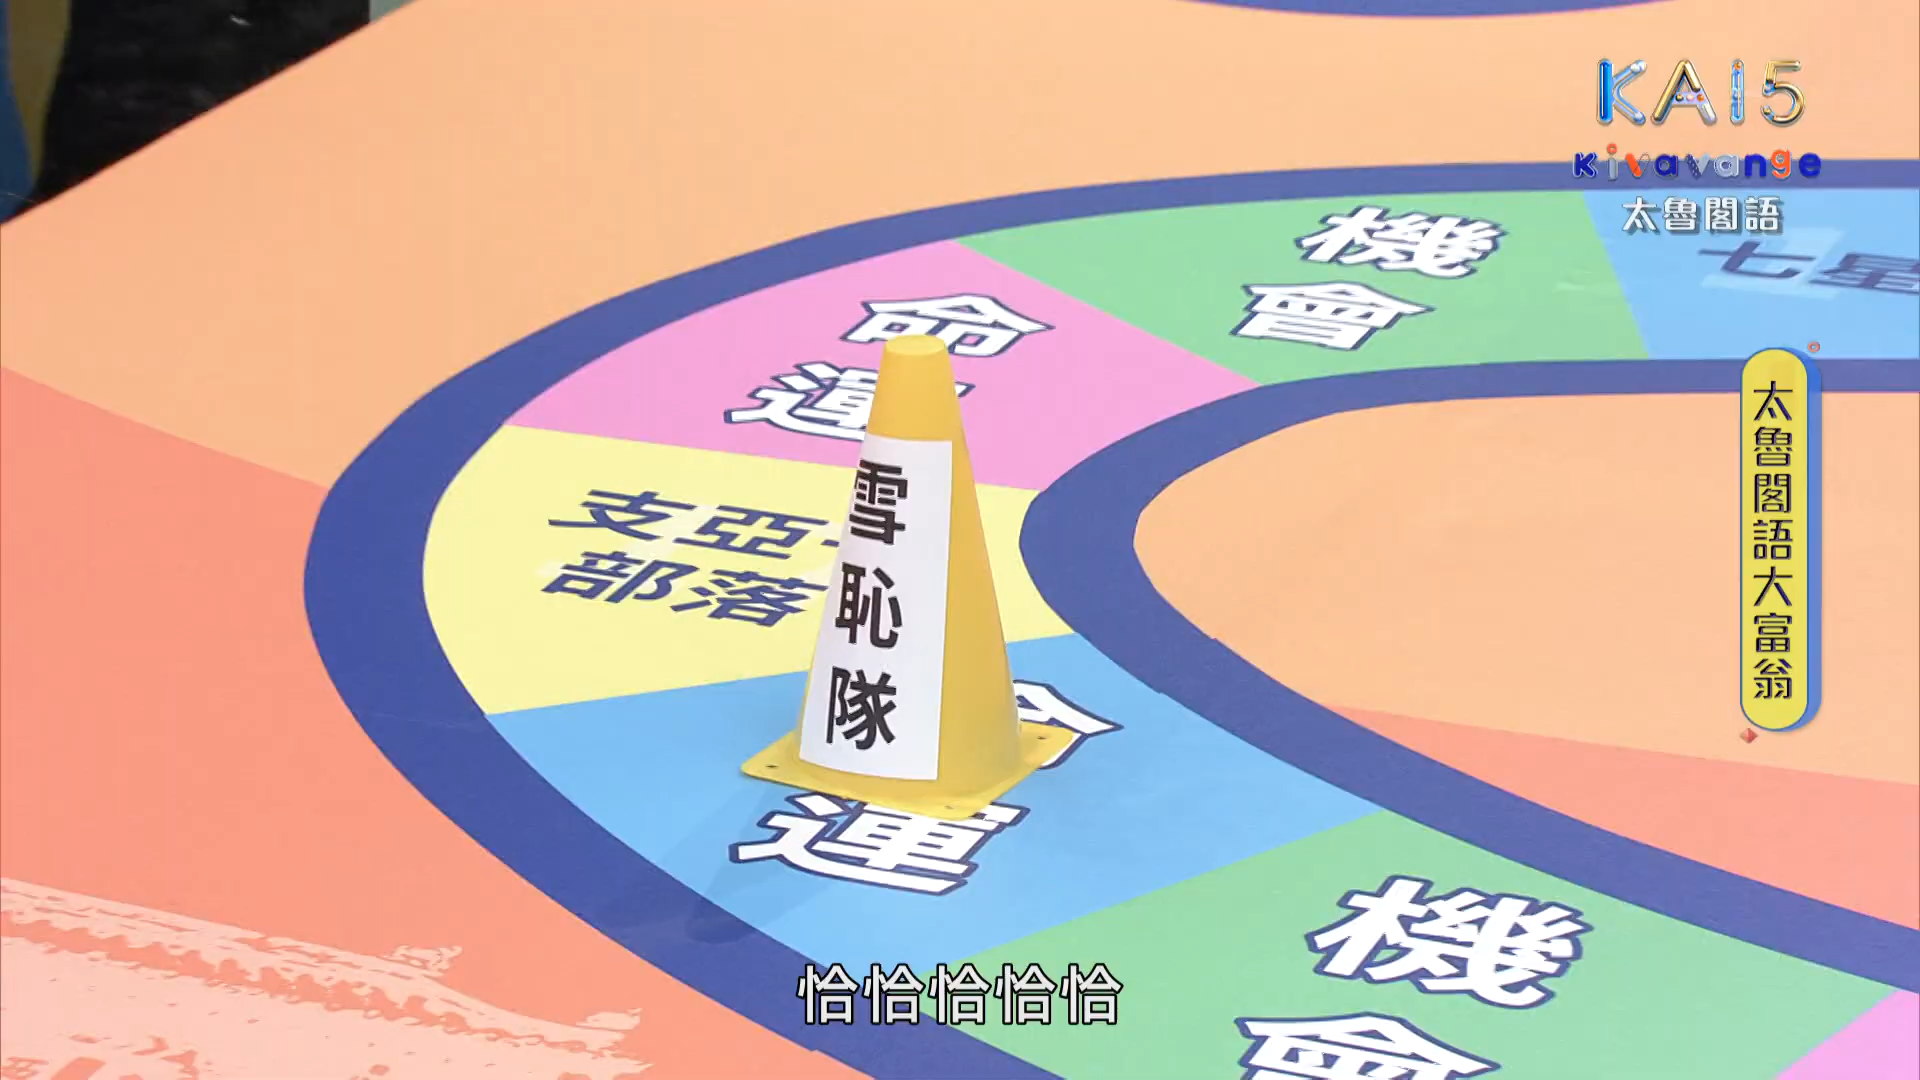 KAI5
kivavange
太魯閣語
機會
七星
命運
太魯閣語大富翁
支亞
部落
雪恥隊
命運
機會
恰恰恰恰恰